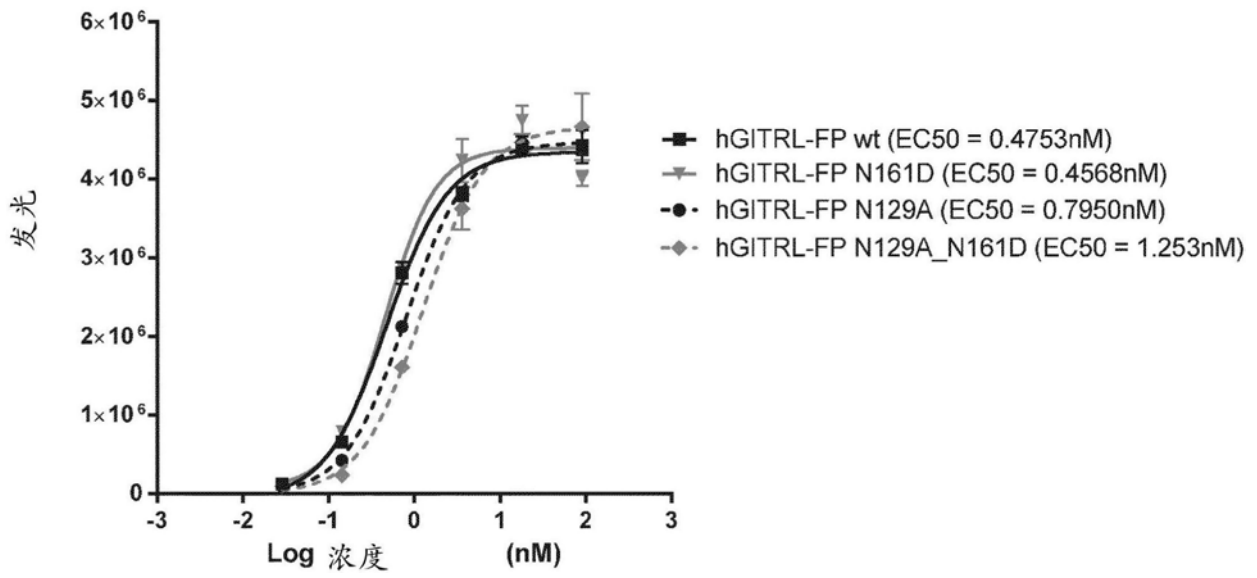 6×10⁶
5×10⁶
4×10⁶
3×10⁶
2×10⁶
1×10⁶
0
发光
-3 -2 -1 0 1 2 3
Log 浓度 (nM)
hGITRL-FP wt (EC50 = 0.4753nM)
hGITRL-FP N161D (EC50 = 0.4568nM)
hGITRL-FP N129A (EC50 = 0.7950nM)
hGITRL-FP N129A_N161D (EC50 = 1.253nM)